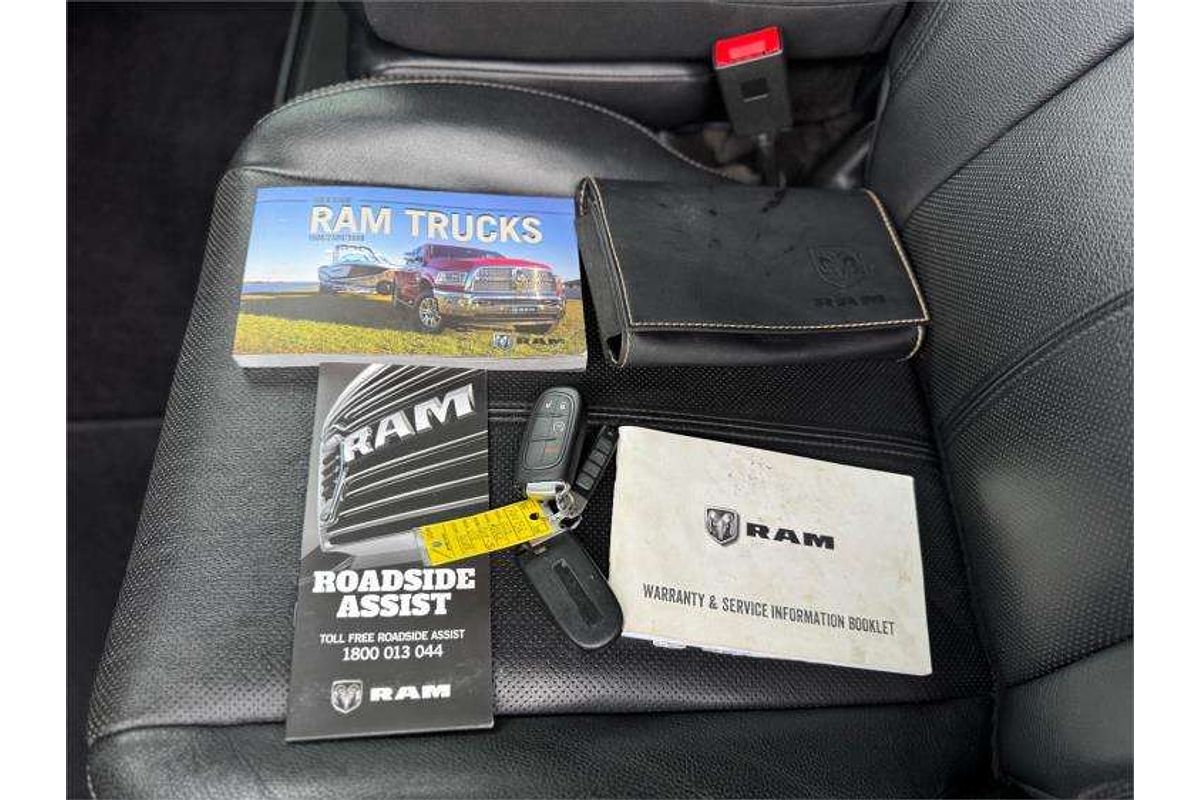 RAM TRUCKS
RAM
RAM
RAM
ROADSIDE
ASSIST
TOLL FREE ROADSIDE ASSIST
1800 013 044
RAM
RAM
WARRANTY & SERVICE INFORMATION BOOKLET